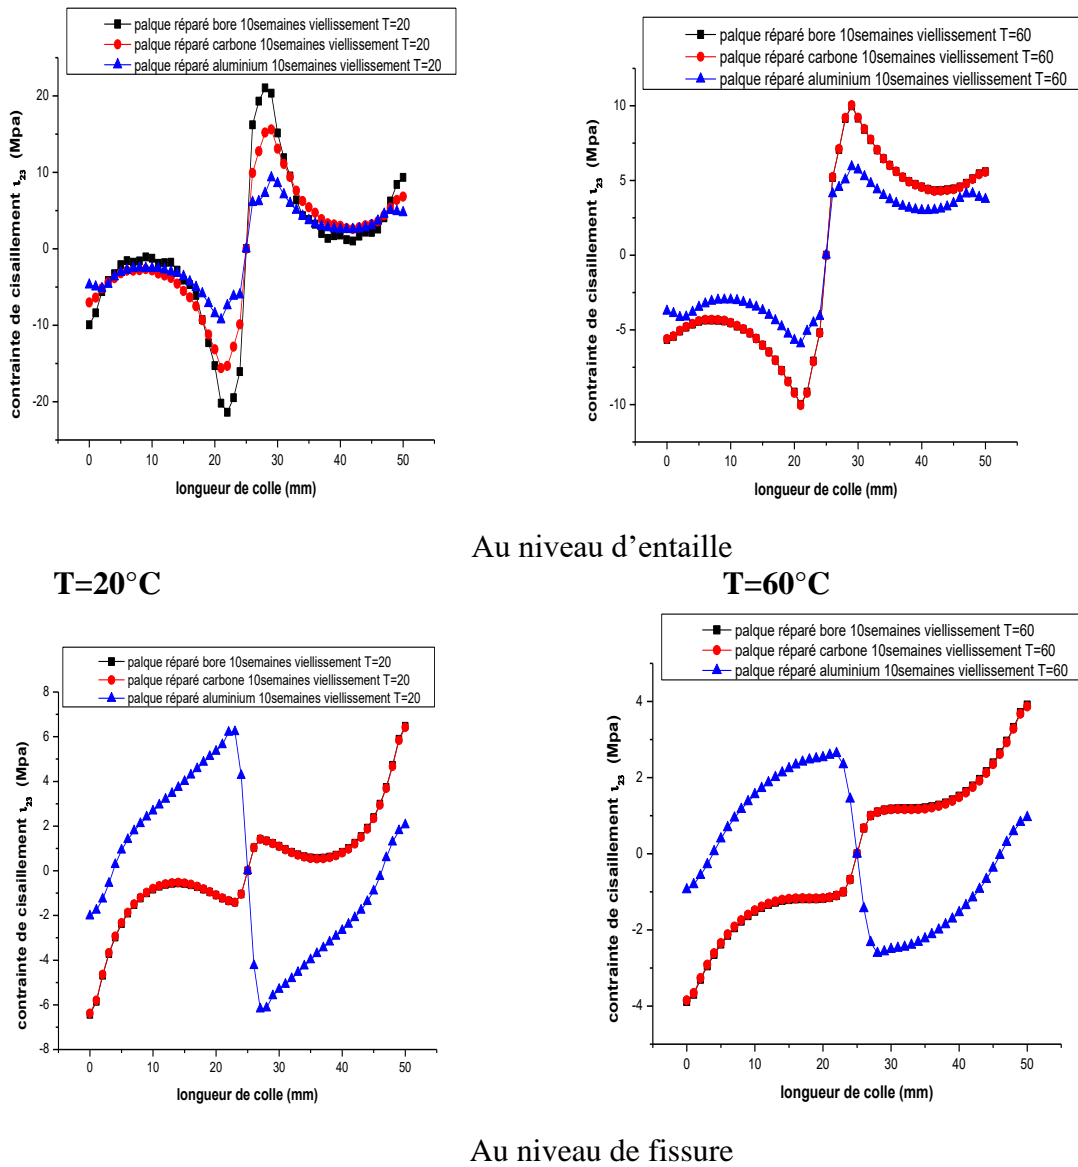 palque réparé bore 10semaines viellissement T=20
palque réparé carbone 10semaines viellissement T=20
palque réparé aluminium 10semaines viellissement T=20
20
10
0
-10
-20
contrainte de cisaillement ι23 (Mpa)
0 10 20 30 40 50
longueur de colle (mm)
palque réparé bore 10semaines viellissement T=60
palque réparé carbone 10semaines viellissement T=60
palque réparé aluminium 10semaines viellissement T=60
10
5
0
-5
-10
contrainte de cisaillement ι23 (Mpa)
0 10 20 30 40 50
longueur de colle (mm)
Au niveau d’entaille
T=20°C T=60°C
palque réparé bore 10semaines viellissement T=20
palque réparé carbone 10semaines viellissement T=20
palque réparé aluminium 10semaines viellissement T=20
8
6
4
2
0
-2
-4
-6
-8
contrainte de cisaillement ι23 (Mpa)
0 10 20 30 40 50
longueur de colle (mm)
palque réparé bore 10semaines viellissement T=60
palque réparé carbone 10semaines viellissement T=60
palque réparé aluminium 10semaines viellissement T=60
4
2
0
-2
-4
contrainte de cisaillement ι23 (Mpa)
0 10 20 30 40 50
longueur de colle (mm)
Au niveau de fissure